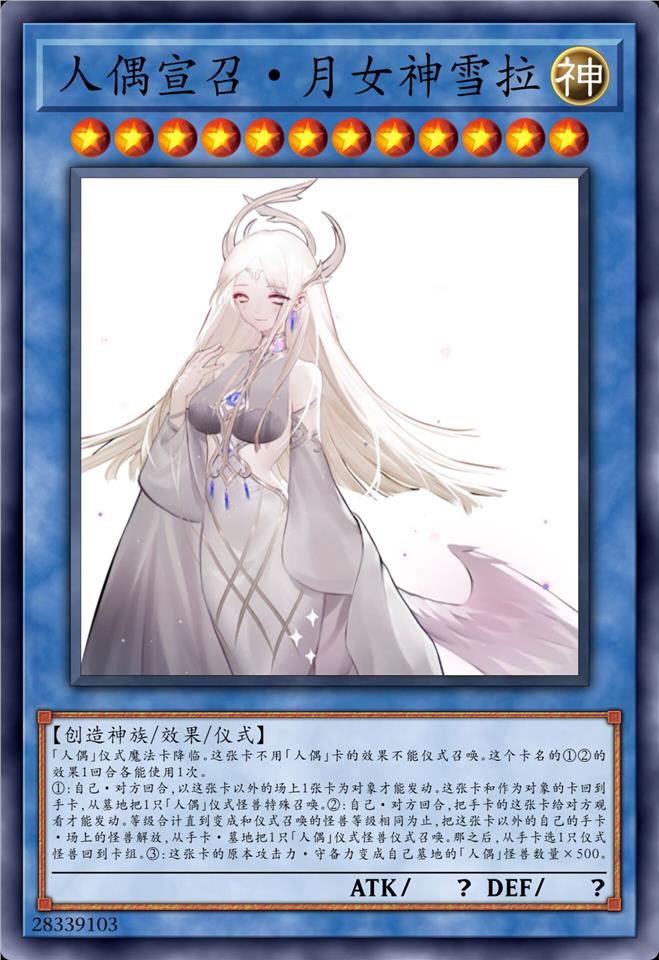 人偶宣召·月女神雪拉
神
【创造神族/效果/仪式】
「人偶」仪式魔法卡降临。这张卡不用「人偶」卡的效果不能仪式召唤。这个卡名的①②的
效果1回合各能使用1次。
①:自己·对方回合,以这张卡以外的场上1张卡为对象才能发动。这张卡和作为对象的卡回到
手卡,从墓地把1只「人偶」仪式怪兽特殊召唤。②:自己·对方回合,把手卡的这张卡给对方观
看才能发动。等级合计直到变成和仪式召唤的怪兽等级相同为止,把这张卡以外的自己的手卡
·场上的怪兽解放,从手卡·墓地把1只「人偶」仪式怪兽仪式召唤。那之后,从手卡选1只仪式
怪兽回到卡组。③:这张卡的原本攻击力·守备力变成自己墓地的「人偶」怪兽数量×500。
ATK/ ? DEF/ ?
28339103